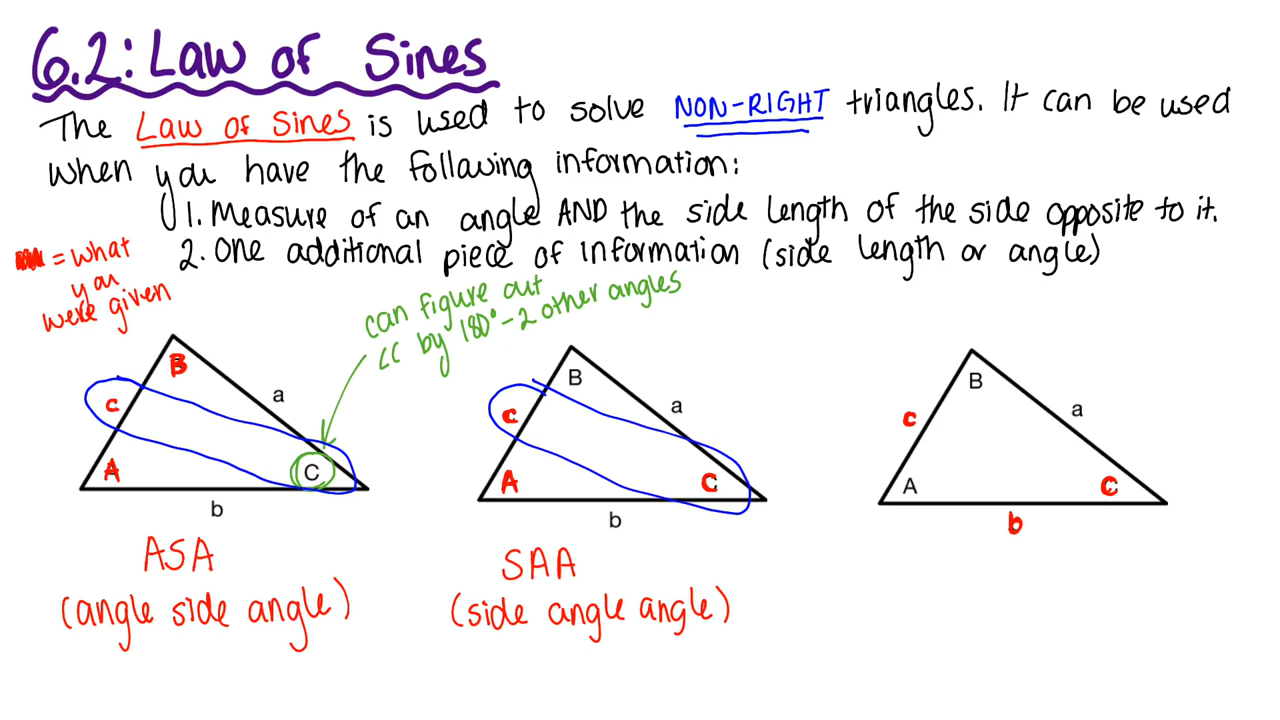 6.2: Law of Sines
The Law of Sines is used to solve NON-RIGHT triangles. It can be used
when you have the following information:
1. Measure of an angle AND the side length of the side opposite to it.
2. One additional piece of information (side length or angle)
= what
you
were given
can figure out
∠C by 180° - 2 other angles
B
c
a
A
C
b
ASA
(angle side angle)
B
c
a
A
C
b
SAA
(side angle angle)
B
c
a
A
C
b